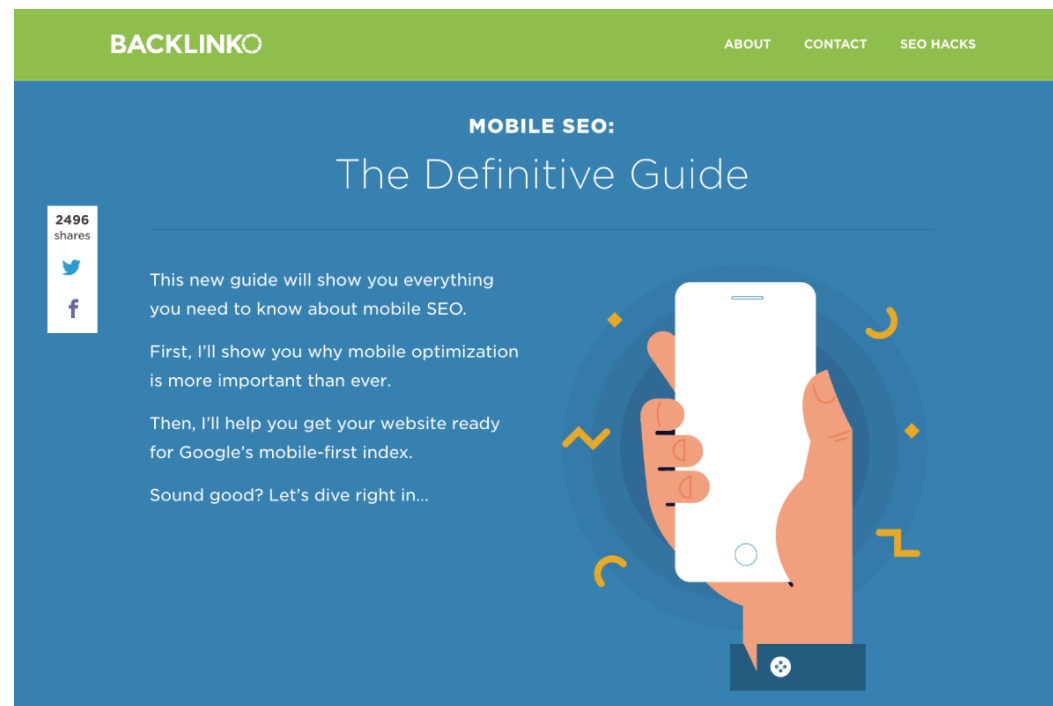 BACKLINKO
ABOUT CONTACT SEO HACKS
MOBILE SEO:
The Definitive Guide
2496
shares
This new guide will show you everything
you need to know about mobile SEO.
First, I’ll show you why mobile optimization
is more important than ever.
Then, I’ll help you get your website ready
for Google’s mobile-first index.
Sound good? Let’s dive right in...